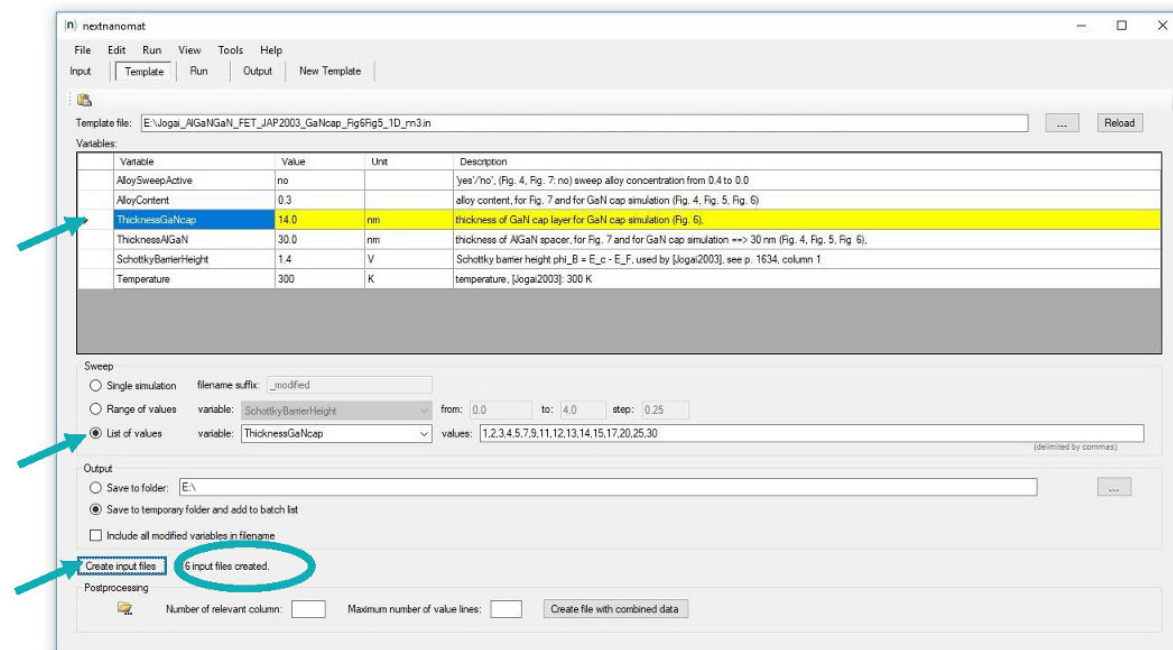 nextnanomat
File Edit Run View Tools Help
Input Template Run Output New Template
Template file: E:\Jogai_AlGaNGaN_FET_JAP2003_GaNcap_Fig6Fig5_1D_nn3.in ... Reload
Variables:
Variable Value Unit Description
AlloySweepActive no 'yes'/'no', (Fig. 4, Fig. 7: no) sweep alloy concentration from 0.4 to 0.0
AlloyContent 0.3 alloy content, for Fig. 7 and for GaN cap simulation (Fig. 4, Fig. 5, Fig. 6)
ThicknessGaNcap 14.0 nm thickness of GaN cap layer for GaN cap simulation (Fig. 6),
ThicknessAlGaN 30.0 nm thickness of AlGaN spacer, for Fig. 7 and for GaN cap simulation ==> 30 nm (Fig. 4, Fig. 5, Fig. 6),
SchottkyBarrierHeight 1.4 V Schottky barrier height phi_B = E_c - E_F, used by [Jogai2003], see p. 1634, column 1
Temperature 300 K temperature, [Jogai2003]: 300 K
Sweep
Single simulation filename suffix: _modified
Range of values variable: SchottkyBarrierHeight from: 0.0 to: 4.0 step: 0.25
List of values variable: ThicknessGaNcap values: 1,2,3,4,5,7,9,11,12,13,14,15,17,20,25,30
(delimited by commas)
Output
Save to folder: E:\ ...
Save to temporary folder and add to batch list
Include all modified variables in filename
Create input files 6 input files created.
Postprocessing
Number of relevant column: Maximum number of value lines: Create file with combined data